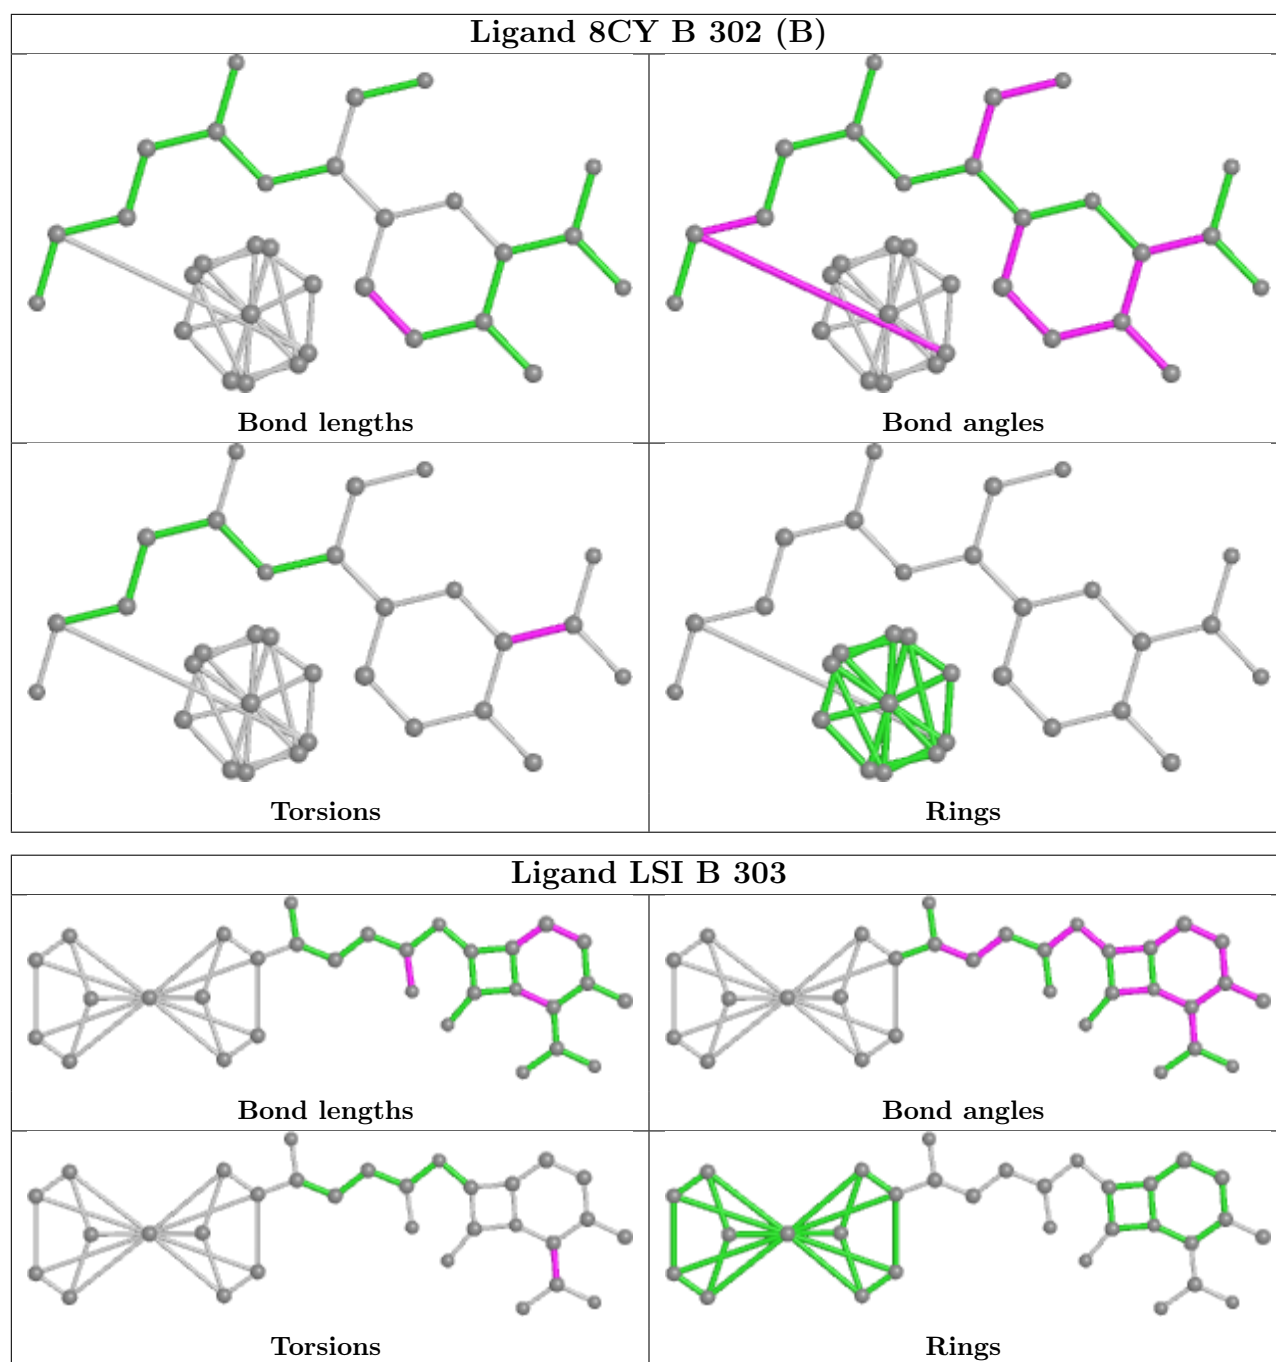 Ligand 8CY B 302 (B)
Bond lengths
Bond angles
Torsions
Rings
Ligand LSI B 303
Bond lengths
Bond angles
Torsions
Rings